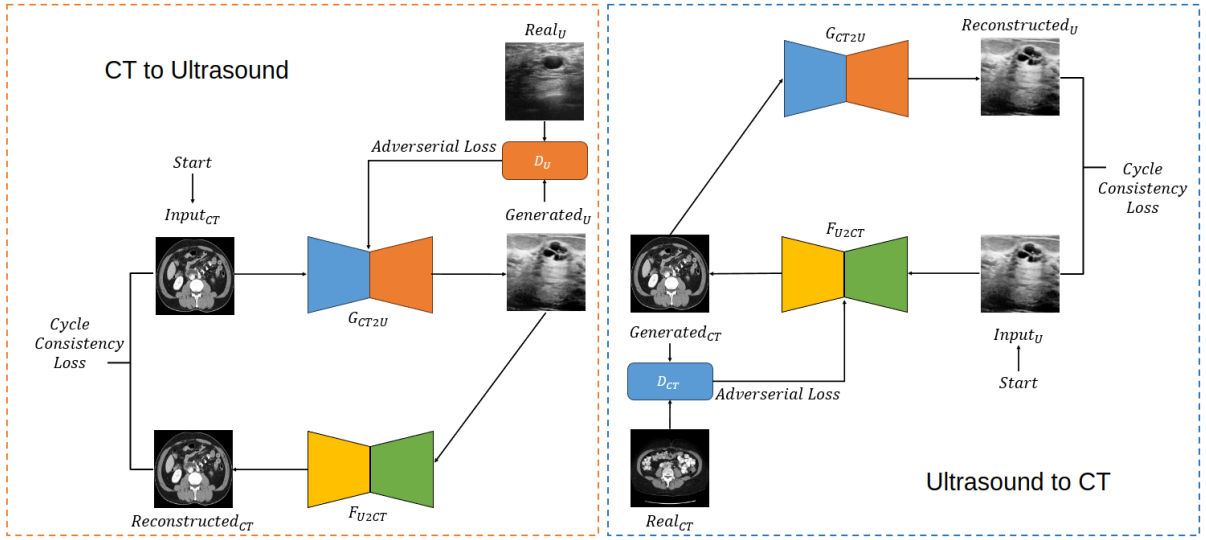 CT to Ultrasound
Real_U
Adverserial Loss
D_U
Start
Input_CT
Generated_U
G_CT2U
Cycle
Consistency
Loss
Reconstructed_CT
F_U2CT
G_CT2U
Reconstructed_U
Cycle
Consistency
Loss
F_U2CT
Generated_CT
Input_U
Start
D_CT
Adverserial Loss
Real_CT
Ultrasound to CT